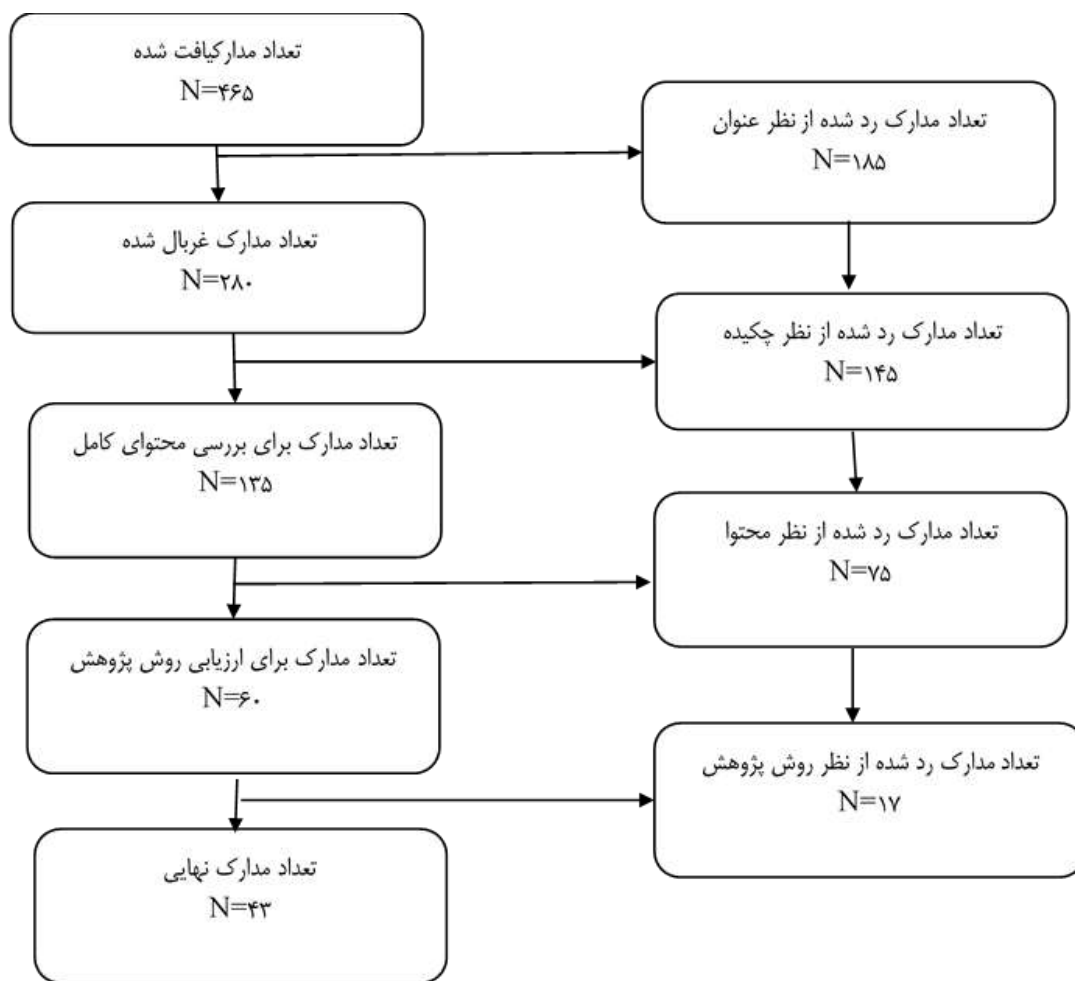 تعداد مدارکیافت شده
N=۴۶۵
تعداد مدارک رد شده از نظر عنوان
N=۱۸۵
تعداد مدارک غربال شده
N=۲۸۰
تعداد مدارک رد شده از نظر چکیده
N=۱۴۵
تعداد مدارک برای بررسی محتوای کامل
N=۱۳۵
تعداد مدارک رد شده از نظر محتوا
N=۷۵
تعداد مدارک برای ارزیابی روش پژوهش
N=۶۰
تعداد مدارک رد شده از نظر روش پژوهش
N=۱۷
تعداد مدارک نهایی
N=۴۳